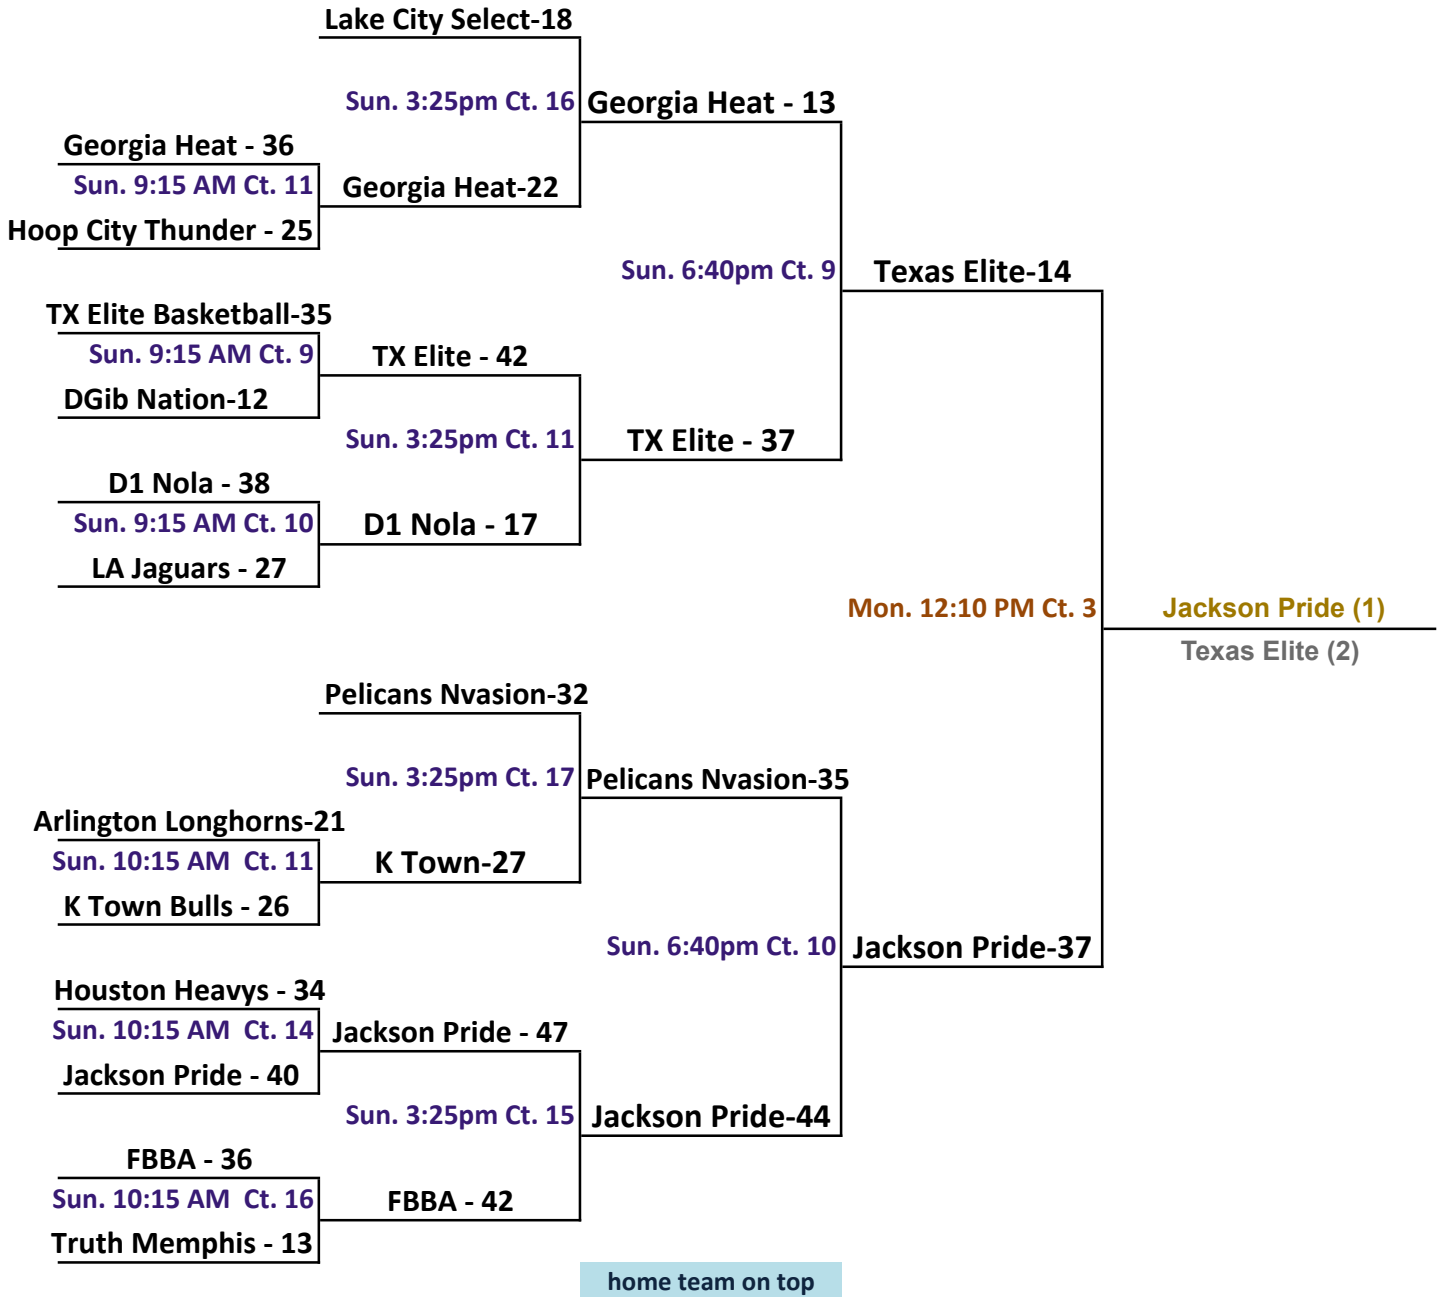 Lake City Select-18
Sun. 3:25pm Ct. 16
Georgia Heat - 13
Georgia Heat - 36
Sun. 9:15 AM Ct. 11
Georgia Heat-22
Hoop City Thunder - 25
Sun. 6:40pm Ct. 9
Texas Elite-14
TX Elite Basketball-35
Sun. 9:15 AM Ct. 9
TX Elite - 42
DGib Nation-12
Sun. 3:25pm Ct. 11
TX Elite - 37
D1 Nola - 38
Sun. 9:15 AM Ct. 10
D1 Nola - 17
LA Jaguars - 27
Mon. 12:10 PM Ct. 3
Jackson Pride (1)
Texas Elite (2)
Pelicans Nvasion-32
Sun. 3:25pm Ct. 17
Pelicans Nvasion-35
Arlington Longhorns-21
Sun. 10:15 AM  Ct. 11
K Town-27
K Town Bulls - 26
Sun. 6:40pm Ct. 10
Jackson Pride-37
Houston Heavys - 34
Sun. 10:15 AM  Ct. 14
Jackson Pride - 47
Jackson Pride - 40
Sun. 3:25pm Ct. 15
Jackson Pride-44
FBBA - 36
Sun. 10:15 AM  Ct. 16
FBBA - 42
Truth Memphis - 13
home team on top